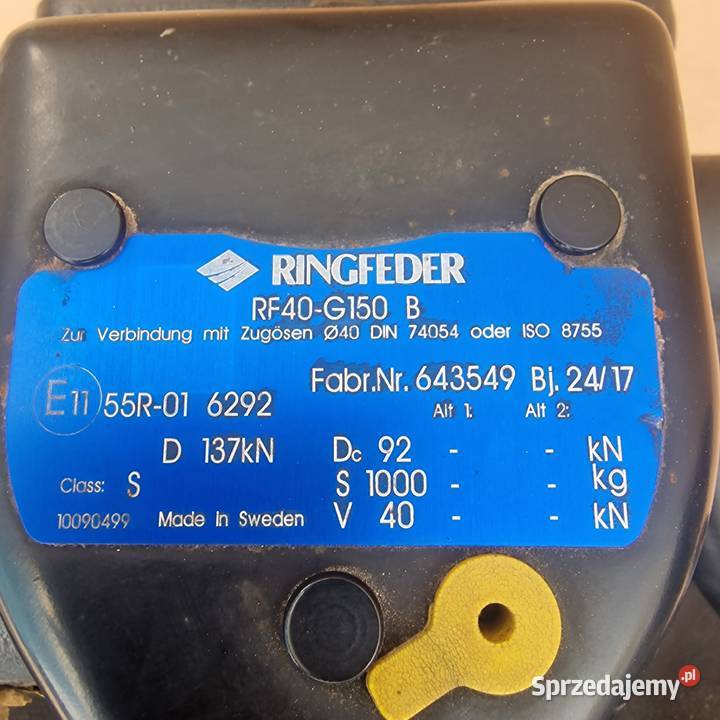 RINGFEDER
RF40-G150 B
Zur Verbindung mit Zugösen Ø40 DIN 74054 oder ISO 8755
E11 55R-01 6292 Fabr.Nr. 643549 Bj. 24/17
Alt 1: Alt 2:
D 137kN Dc 92 - - kN
Class: S S 1000 - - kg
10090499 Made in Sweden V 40 - - kN
Sprzedajemy.pl